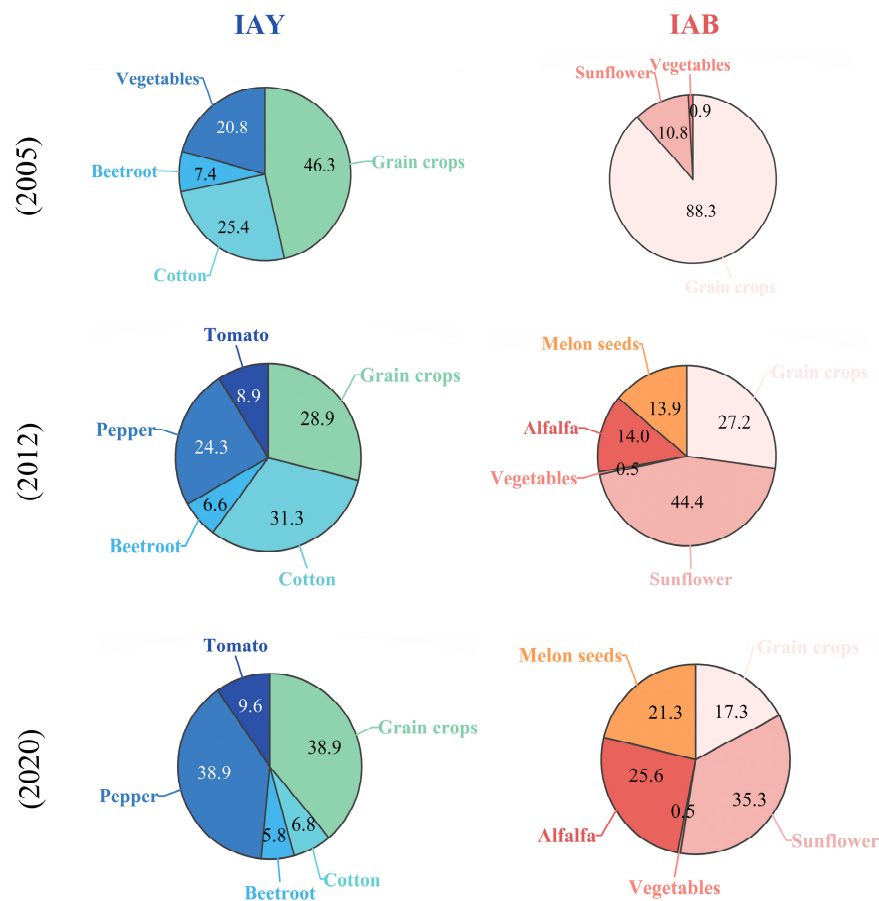 IAY
IAB
(2005)
Vegetables
20.8
Beetroot
7.4
25.4
Cotton
46.3
Grain crops
Sunflower
Vegetables
0.9
10.8
88.3
Grain crops
(2012)
Tomato
8.9
Grain crops
28.9
Pepper
24.3
6.6
Beetroot
31.3
Cotton
Melon seeds
13.9
Grain crops
27.2
Alfalfa
14.0
Vegetables
0.5
44.4
Sunflower
(2020)
Tomato
9.6
Grain crops
38.9
Pepper
38.9
5.8
6.8
Cotton
Beetroot
Melon seeds
21.3
Grain crops
17.3
25.6
0.5
35.3
Alfalfa
Sunflower
Vegetables